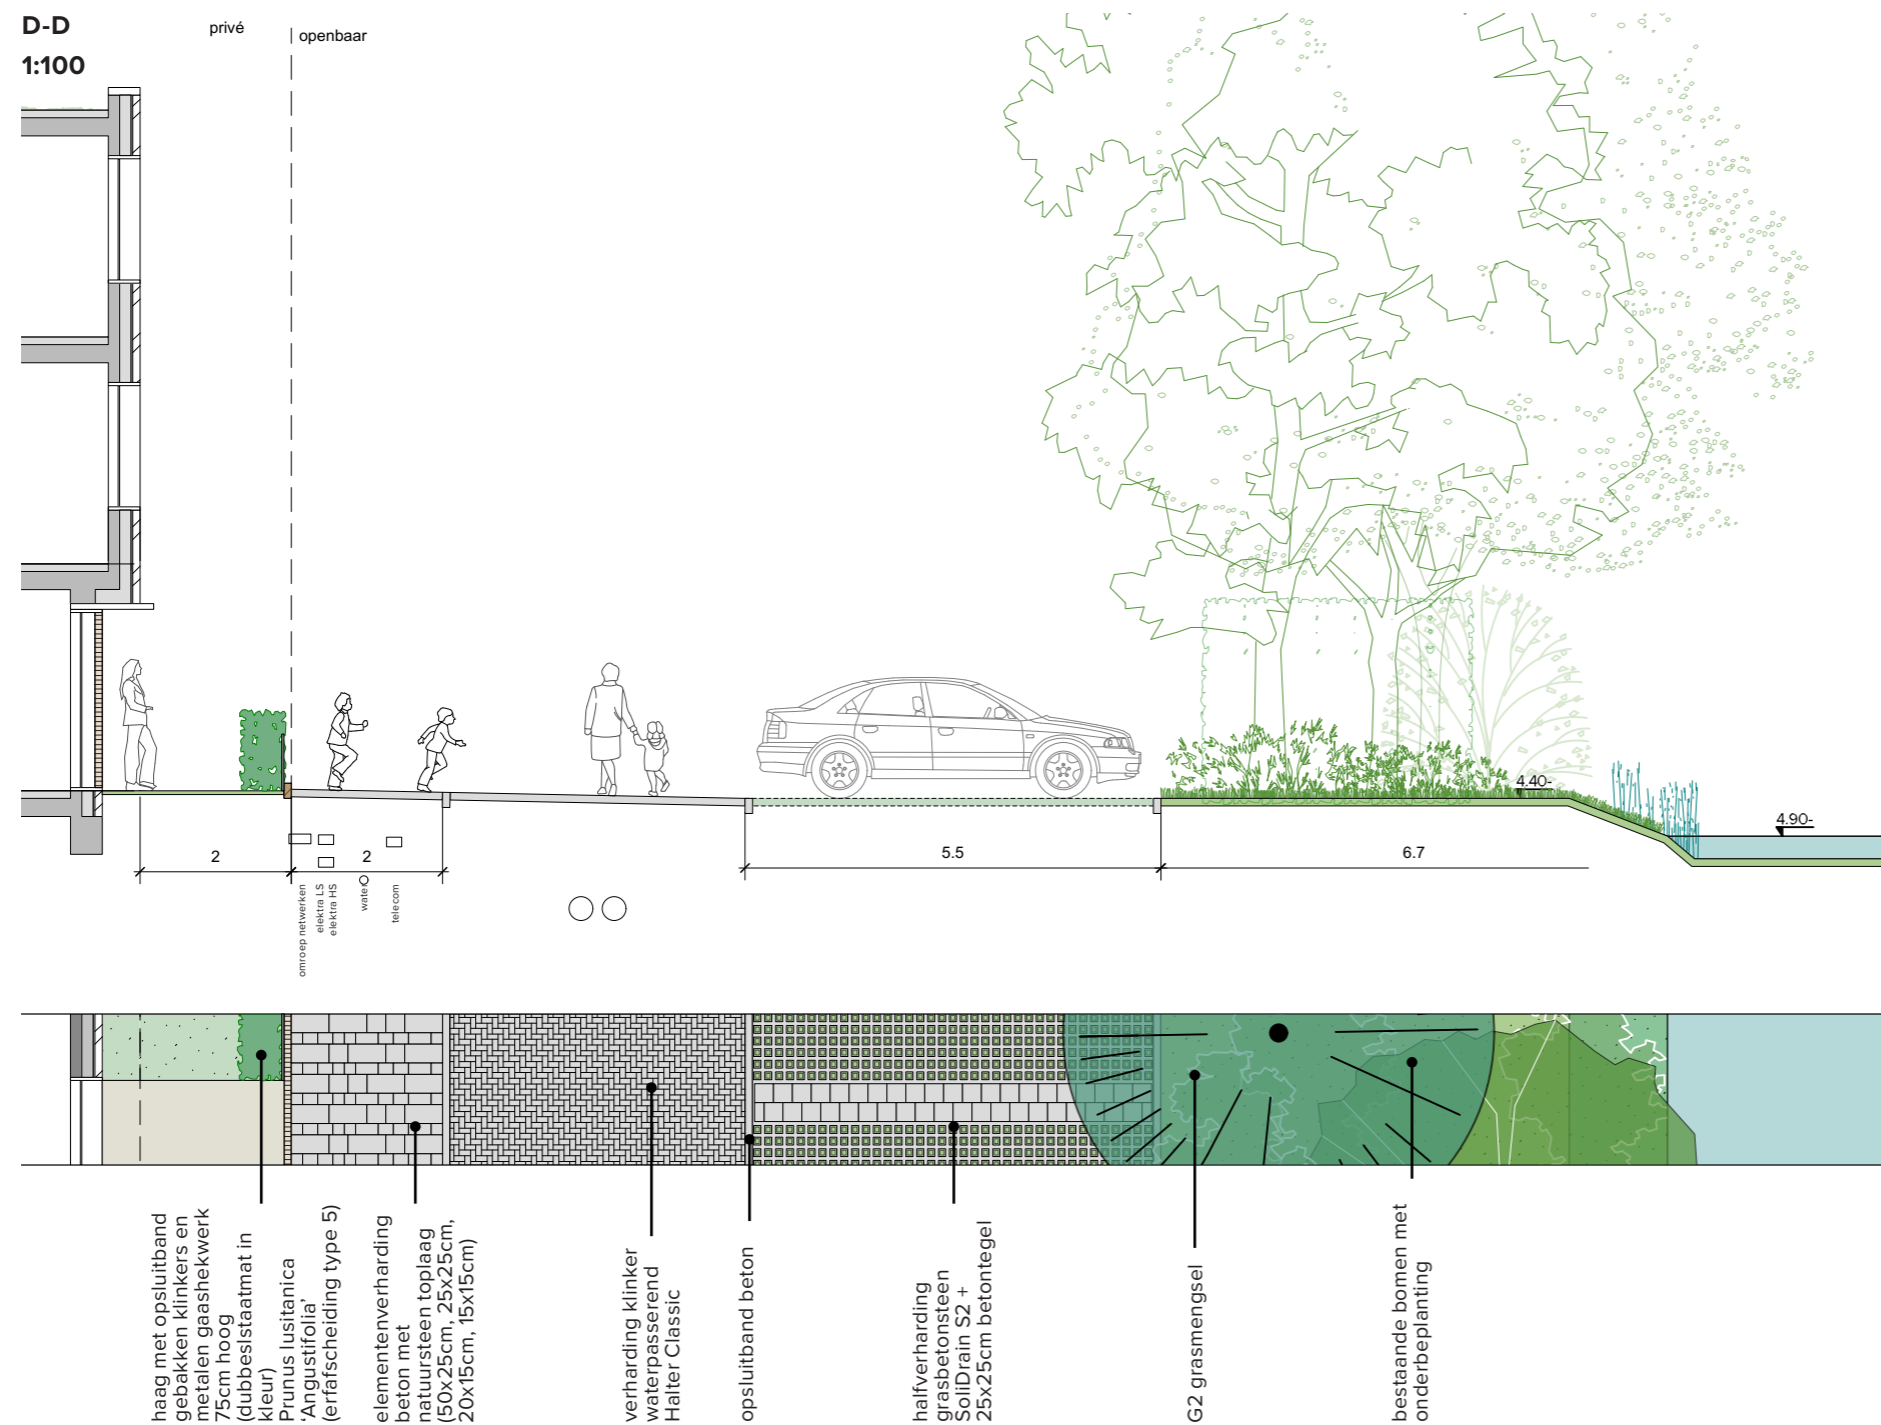 D-D
1:100
privé
openbaar
4.40-
4.90-
2
2
5.5
6.7
omroep netwerken
elektra LS
elektra HS
water
telecom
haag met opsluitband
gebakken klinkers en
metalen gaashekwerk
75cm hoog
(dubbelstaatmat in
kleur)
Prunus lusitanica
'Angustifolia'
(erfafscheiding type 5)
elementenverharding
beton met
natuursteen toplaag
(50x25cm, 25x25cm,
20x15cm, 15x15cm)
verharding klinker
waterpasserend
Halter Classic
opsluitband beton
halfverharding
grasbetonsteen
SoliDrain S2 +
25x25cm betontegel
G2 grasmengsel
bestaande bomen met
onderbeplanting